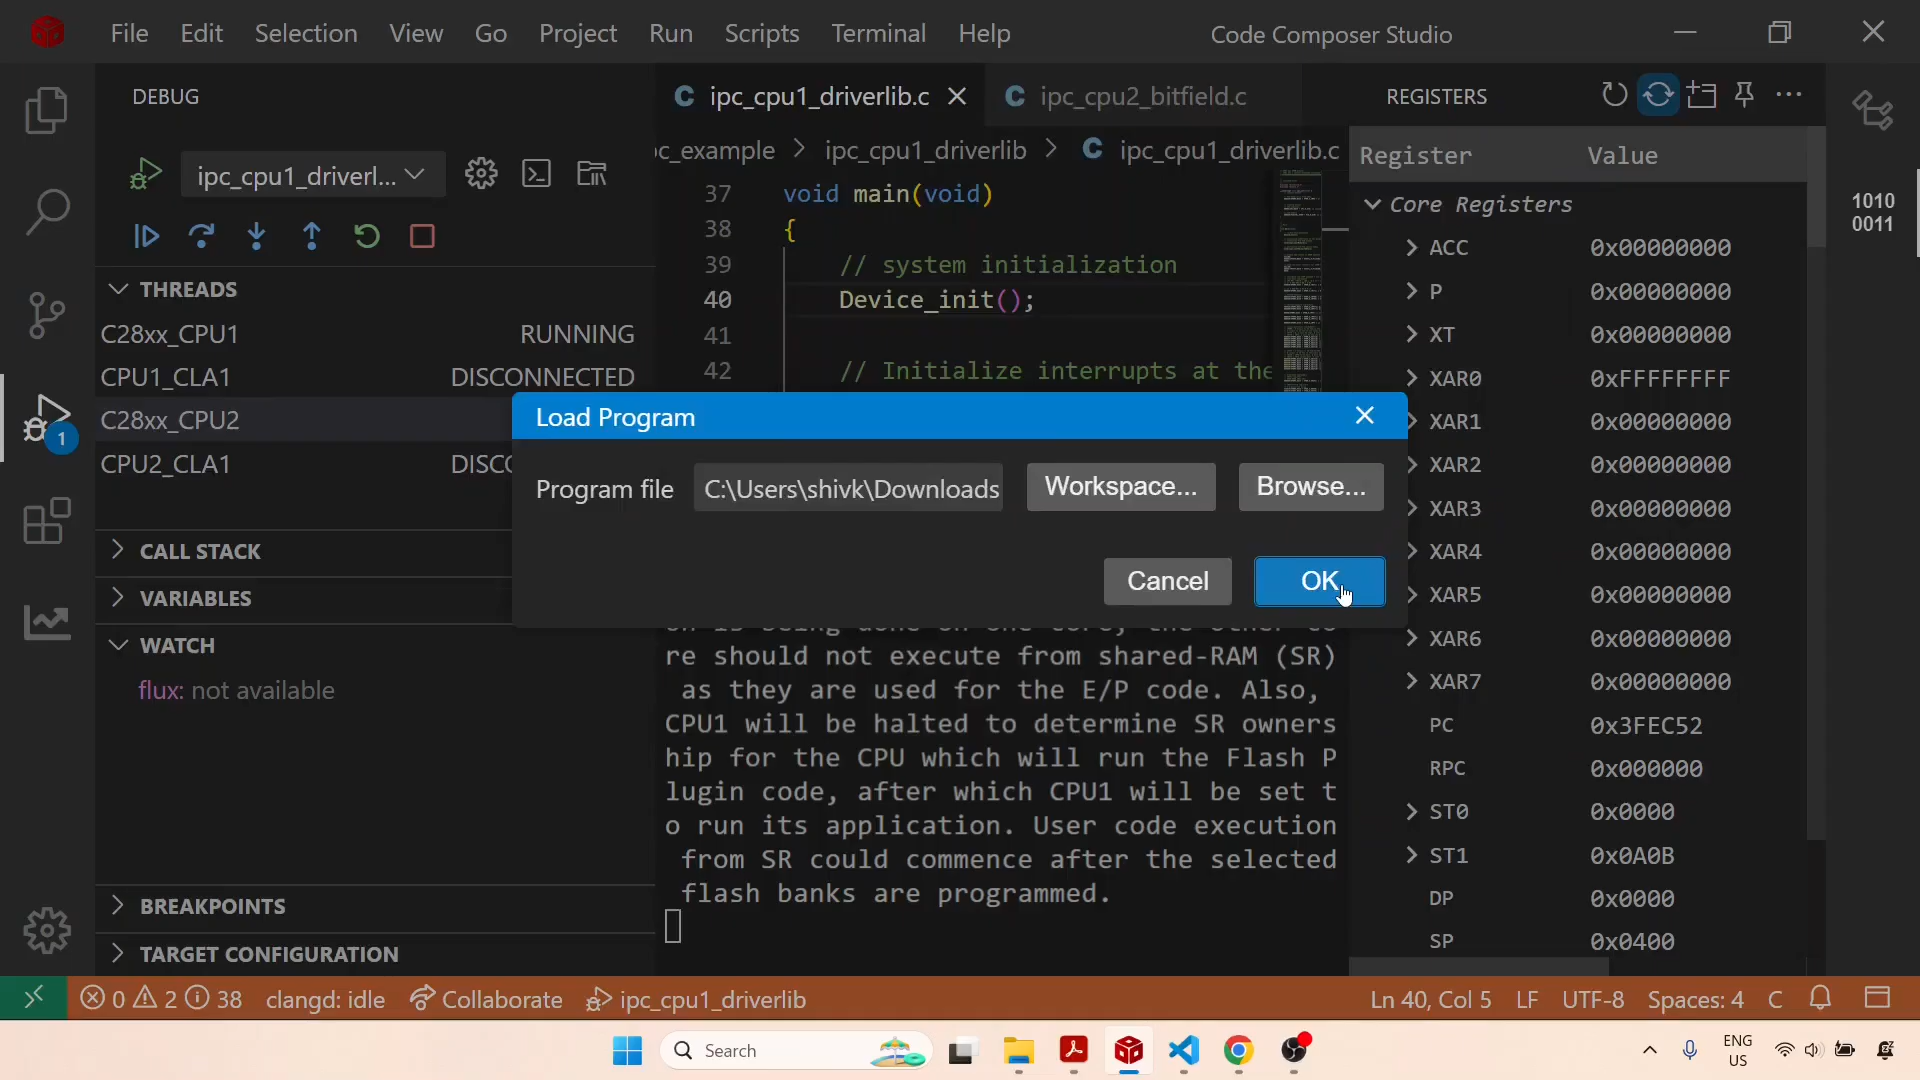 File Edit Selection View Go Project Run Scripts Terminal Help
Code Composer Studio
DEBUG
ipc_cpu1_driverl...
THREADS
C28xx_CPU1 RUNNING
CPU1_CLA1 DISCONNECTED
C28xx_CPU2
CPU2_CLA1 DISCO
CALL STACK
VARIABLES
WATCH
flux: not available
BREAKPOINTS
TARGET CONFIGURATION
1
C ipc_cpu1_driverlib.c
C ipc_cpu2_bitfield.c
c_example > ipc_cpu1_driverlib > C ipc_cpu1_driverlib.c
37 void main(void)
38 {
39 // system initialization
40 Device_init();
41
42 // Initialize interrupts at the
Load Program
Program file C:\Users\shivk\Downloads Workspace... Browse...
Cancel OK
re should not execute from shared-RAM (SR)
as they are used for the E/P code. Also,
CPU1 will be halted to determine SR owners
hip for the CPU which will run the Flash P
lugin code, after which CPU1 will be set t
o run its application. User code execution
from SR could commence after the selected
flash banks are programmed.
REGISTERS
Register Value
Core Registers
ACC 0x00000000
P 0x00000000
XT 0x00000000
XAR0 0xFFFFFFFF
XAR1 0x00000000
XAR2 0x00000000
XAR3 0x00000000
XAR4 0x00000000
XAR5 0x00000000
XAR6 0x00000000
XAR7 0x00000000
PC 0x3FEC52
RPC 0x000000
ST0 0x0000
ST1 0x0A0B
DP 0x0000
SP 0x0400
1010
0011
0 2 38 clangd: idle Collaborate ipc_cpu1_driverlib
Ln 40, Col 5 LF UTF-8 Spaces: 4 C
Search
ENG
US